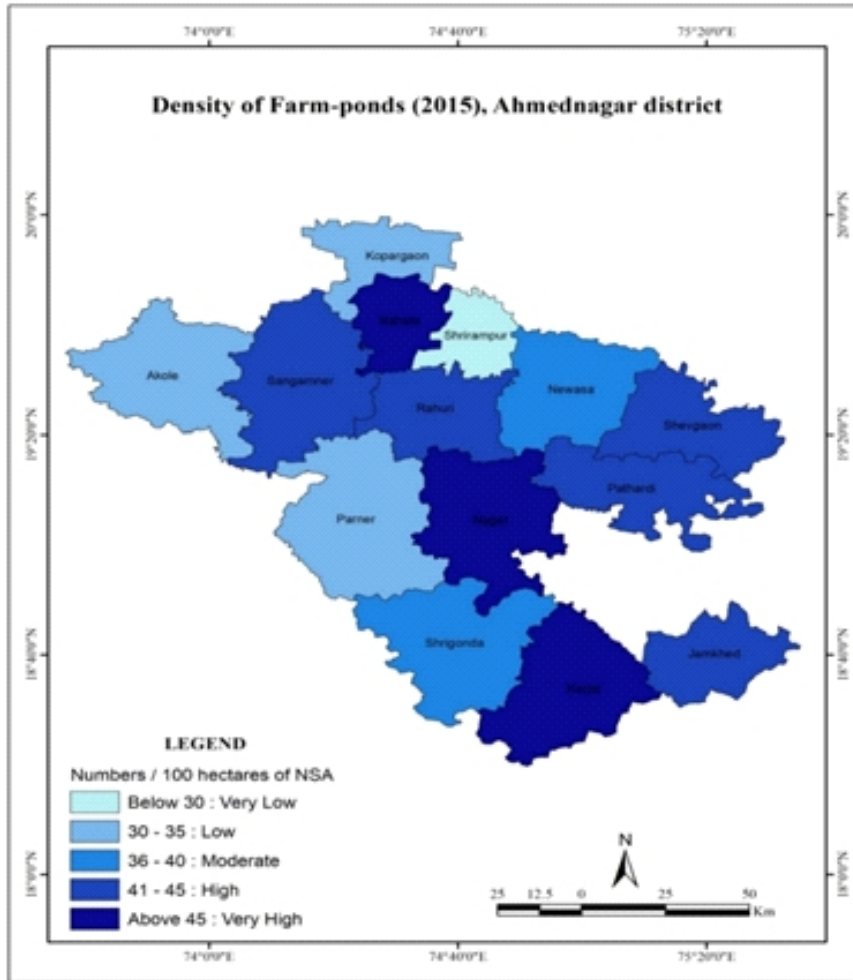 74°0'0"E 74°40'0"E 75°20'0"E
Density of Farm-ponds (2015), Ahmednagar district
20°0'0"N 20°0'0"N
Kopargaon
Shrirampur
Akole
Sangamner
Newasa
Rahuri
Shevgaon
19°20'0"N 19°20'0"N
Pathardi
Parner
Nagar
Shrigonda
18°40'0"N 18°40'0"N
Jamkhed
LEGEND
Numbers / 100 hectares of NSA
Below 30 : Very Low
30 - 35 : Low
36 - 40 : Moderate
41 - 45 : High
Above 45 : Very High
N
18°0'0"N 18°0'0"N
25 12.5 0 25 50
Km
74°0'0"E 74°40'0"E 75°20'0"E